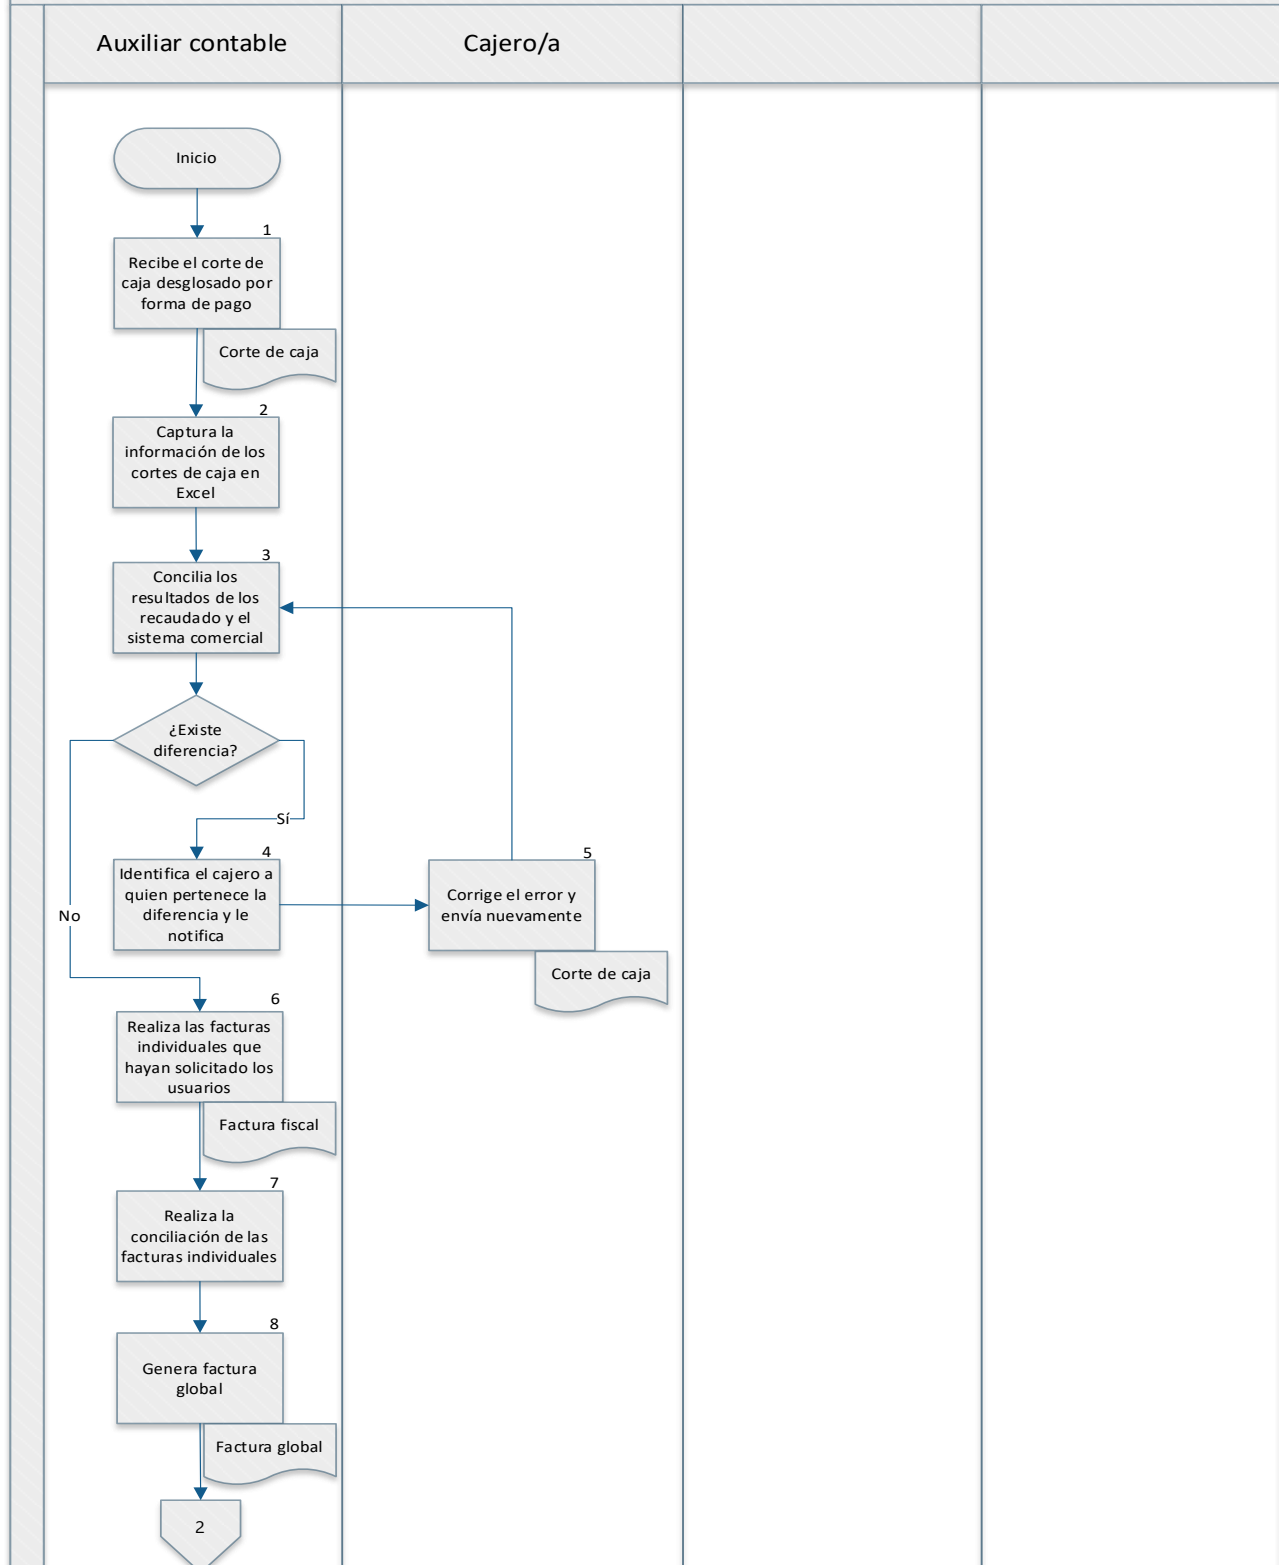 Auxiliar contable
Cajero/a
Inicio
1
Recibe el corte de
caja desglosado por
forma de pago
Corte de caja
2
Captura la
información de los
cortes de caja en
Excel
3
Concilia los
resultados de los
recaudado y el
sistema comercial
¿Existe
diferencia?
Sí
4
Identifica el cajero a
quien pertenece la
diferencia y le
notifica
5
Corrige el error y
envía nuevamente
Corte de caja
No
6
Realiza las facturas
individuales que
hayan solicitado los
usuarios
Factura fiscal
7
Realiza la
conciliación de las
facturas individuales
8
Genera factura
global
Factura global
2